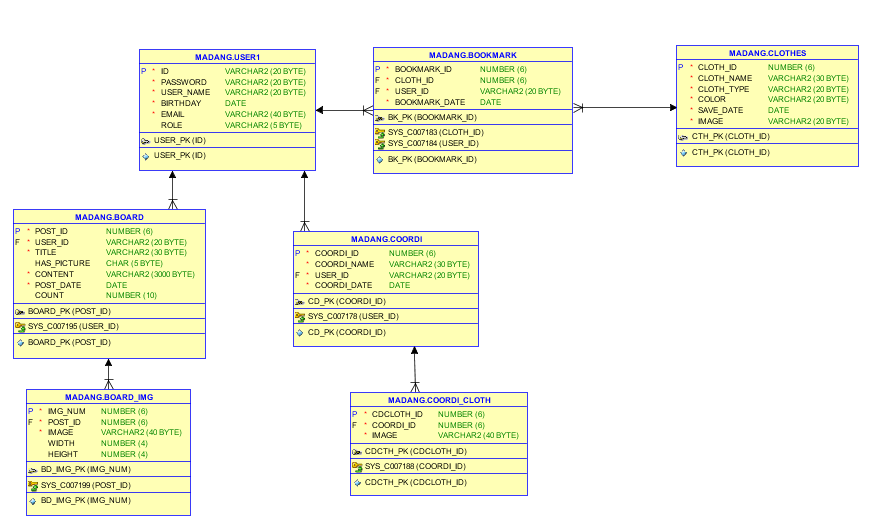 MADANG.USER1
P * ID VARCHAR2 (20 BYTE)
* PASSWORD VARCHAR2 (20 BYTE)
* USER_NAME VARCHAR2 (20 BYTE)
* BIRTHDAY DATE
* EMAIL VARCHAR2 (40 BYTE)
ROLE VARCHAR2 (5 BYTE)
USER_PK (ID)
USER_PK (ID)
MADANG.BOOKMARK
P * BOOKMARK_ID NUMBER (6)
F * CLOTH_ID NUMBER (6)
F * USER_ID VARCHAR2 (20 BYTE)
* BOOKMARK_DATE DATE
BK_PK (BOOKMARK_ID)
SYS_C007183 (CLOTH_ID)
SYS_C007184 (USER_ID)
BK_PK (BOOKMARK_ID)
MADANG.CLOTHES
P * CLOTH_ID NUMBER (6)
* CLOTH_NAME VARCHAR2 (30 BYTE)
* CLOTH_TYPE VARCHAR2 (20 BYTE)
* COLOR VARCHAR2 (20 BYTE)
* SAVE_DATE DATE
* IMAGE VARCHAR2 (20 BYTE)
CTH_PK (CLOTH_ID)
CTH_PK (CLOTH_ID)
MADANG.BOARD
P * POST_ID NUMBER (6)
F * USER_ID VARCHAR2 (20 BYTE)
* TITLE VARCHAR2 (30 BYTE)
HAS_PICTURE CHAR (5 BYTE)
* CONTENT VARCHAR2 (3000 BYTE)
* POST_DATE DATE
COUNT NUMBER (10)
BOARD_PK (POST_ID)
SYS_C007195 (USER_ID)
BOARD_PK (POST_ID)
MADANG.COORDI
P * COORDI_ID NUMBER (6)
* COORDI_NAME VARCHAR2 (30 BYTE)
F * USER_ID VARCHAR2 (20 BYTE)
* COORDI_DATE DATE
CD_PK (COORDI_ID)
SYS_C007178 (USER_ID)
CD_PK (COORDI_ID)
MADANG.BOARD_IMG
P * IMG_NUM NUMBER (6)
F * POST_ID NUMBER (6)
* IMAGE VARCHAR2 (40 BYTE)
WIDTH NUMBER (4)
HEIGHT NUMBER (4)
BD_IMG_PK (IMG_NUM)
SYS_C007199 (POST_ID)
BD_IMG_PK (IMG_NUM)
MADANG.COORDI_CLOTH
P * CDCLOTH_ID NUMBER (6)
F * COORDI_ID NUMBER (6)
* IMAGE VARCHAR2 (40 BYTE)
CDCTH_PK (CDCLOTH_ID)
SYS_C007188 (COORDI_ID)
CDCTH_PK (CDCLOTH_ID)